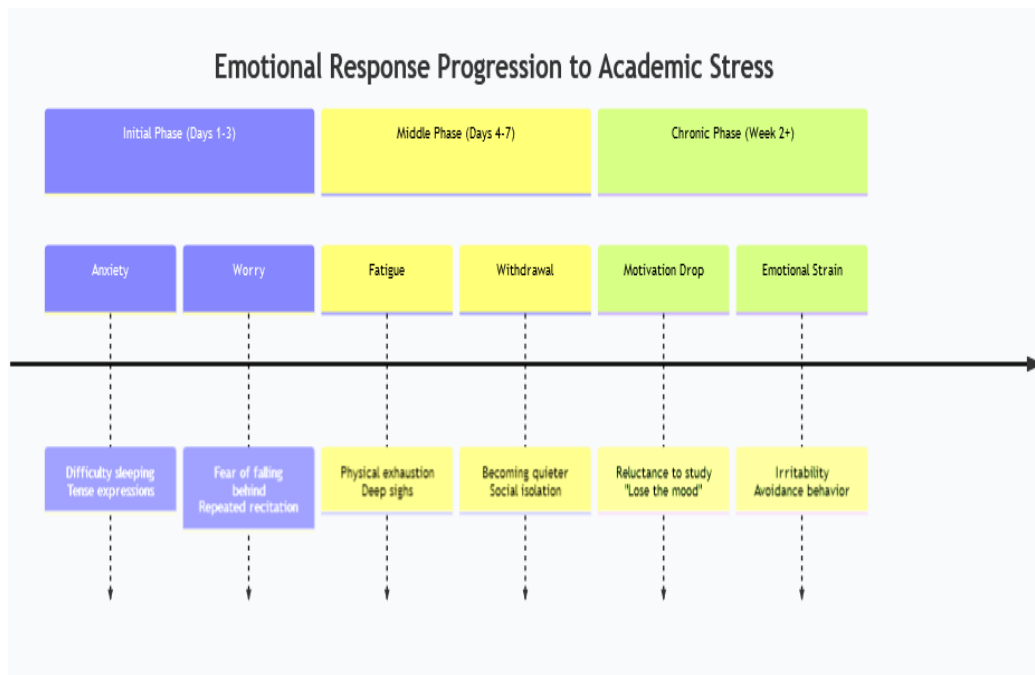 Emotional Response Progression to Academic Stress
Initial Phase (Days 1-3)
Middle Phase (Days 4-7)
Chronic Phase (Week 2+)
Anxiety
Worry
Fatigue
Withdrawal
Motivation Drop
Emotional Strain
Difficulty sleeping
Tense expressions
Fear of falling
behind
Repeated recitation
Physical exhaustion
Deep sighs
Becoming quieter
Social isolation
Reluctance to study
"Lose the mood"
Irritability
Avoidance behavior